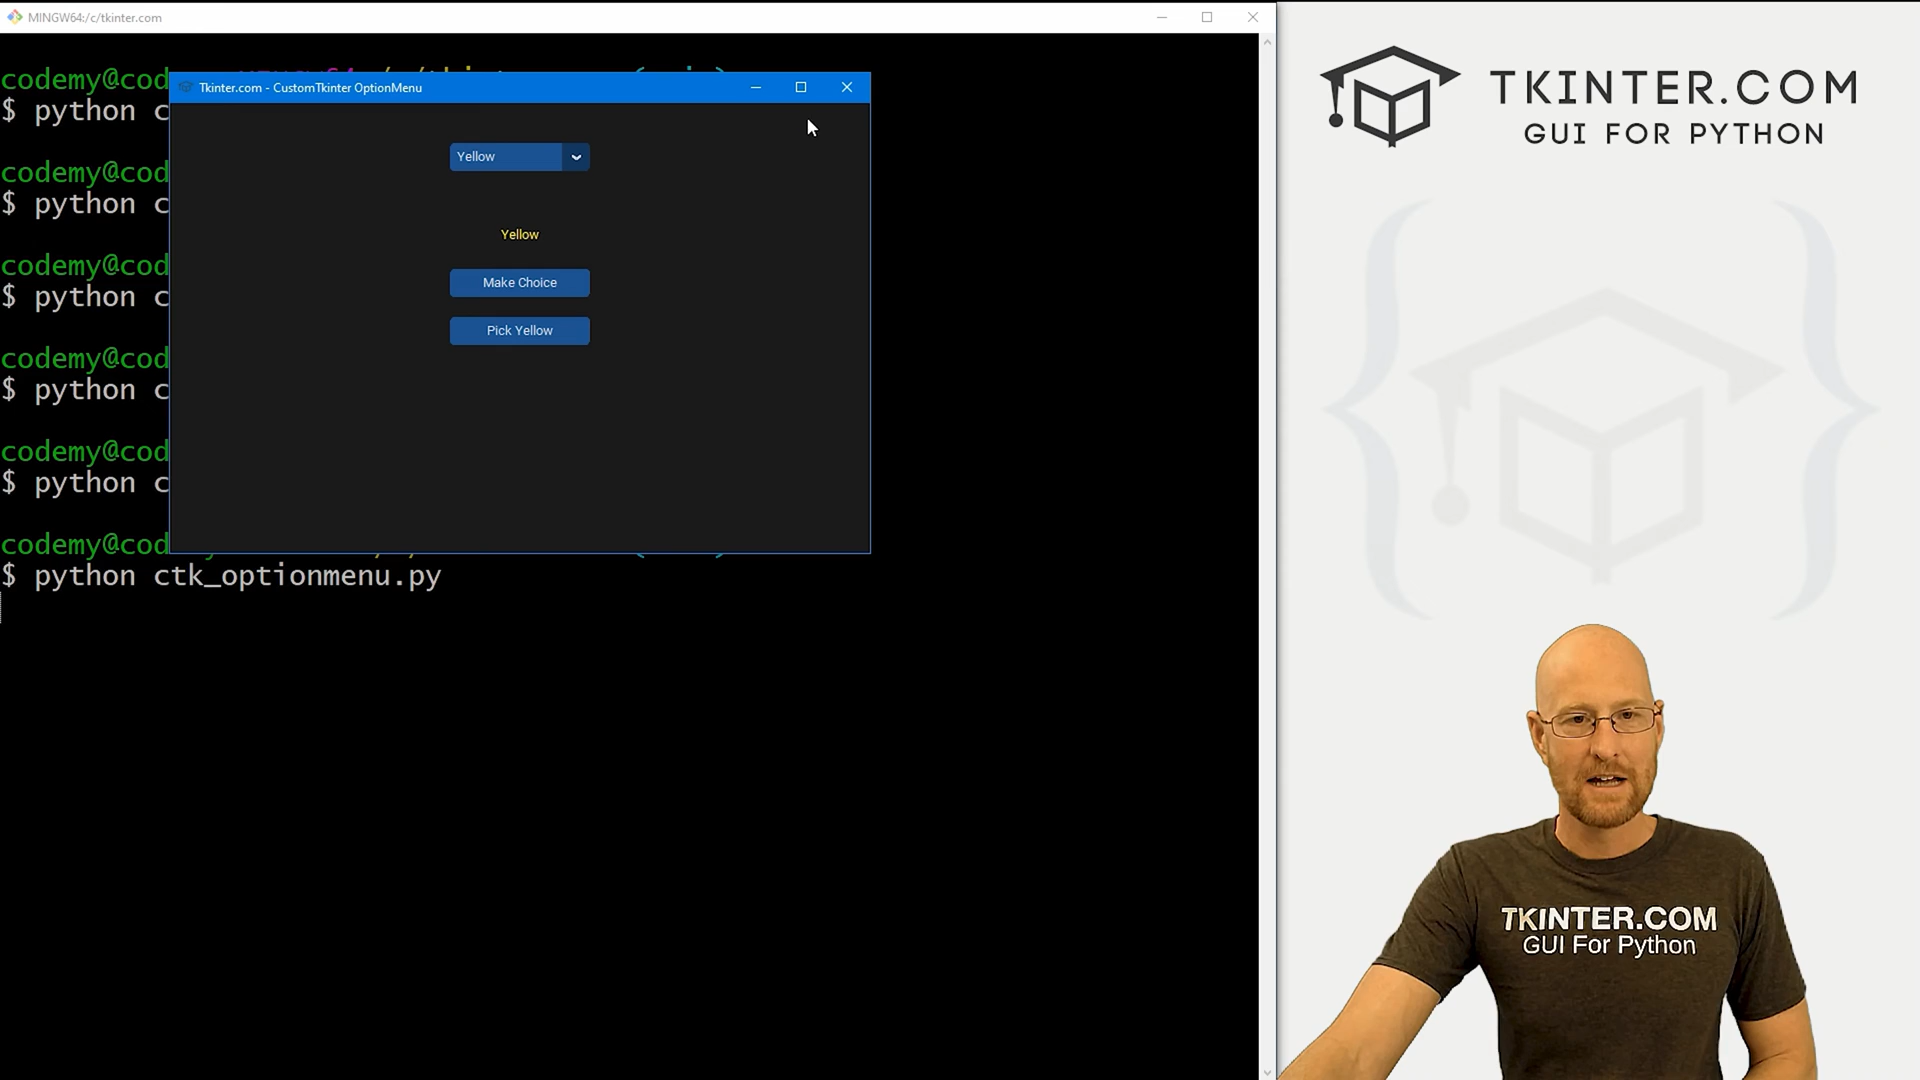 MINGW64:/c/tkinter.com
codemy@cod
$ python c
Tkinter.com - CustomTkinter OptionMenu
codemy@cod
$ python c
Yellow
Yellow
codemy@cod
$ python c
Make Choice
Pick Yellow
codemy@cod
$ python c
codemy@cod
$ python c
codemy@cod
$ python ctk_optionmenu.py
TKINTER.COM
GUI FOR PYTHON
TKINTER.COM
GUI For Python